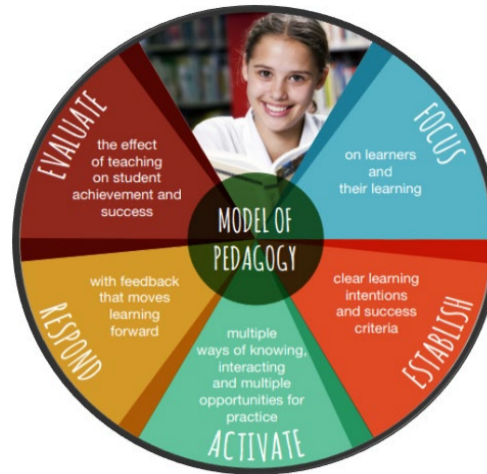 MODEL OF
PEDAGOGY
FOCUS
on learners
and
their learning
ESTABLISH
clear learning
intentions
and success
criteria
ACTIVATE
multiple
ways of knowing,
interacting
and multiple
opportunities for
practice
RESPOND
with feedback
that moves
learning
forward
EVALUATE
the effect
of teaching
on student
achievement and
success